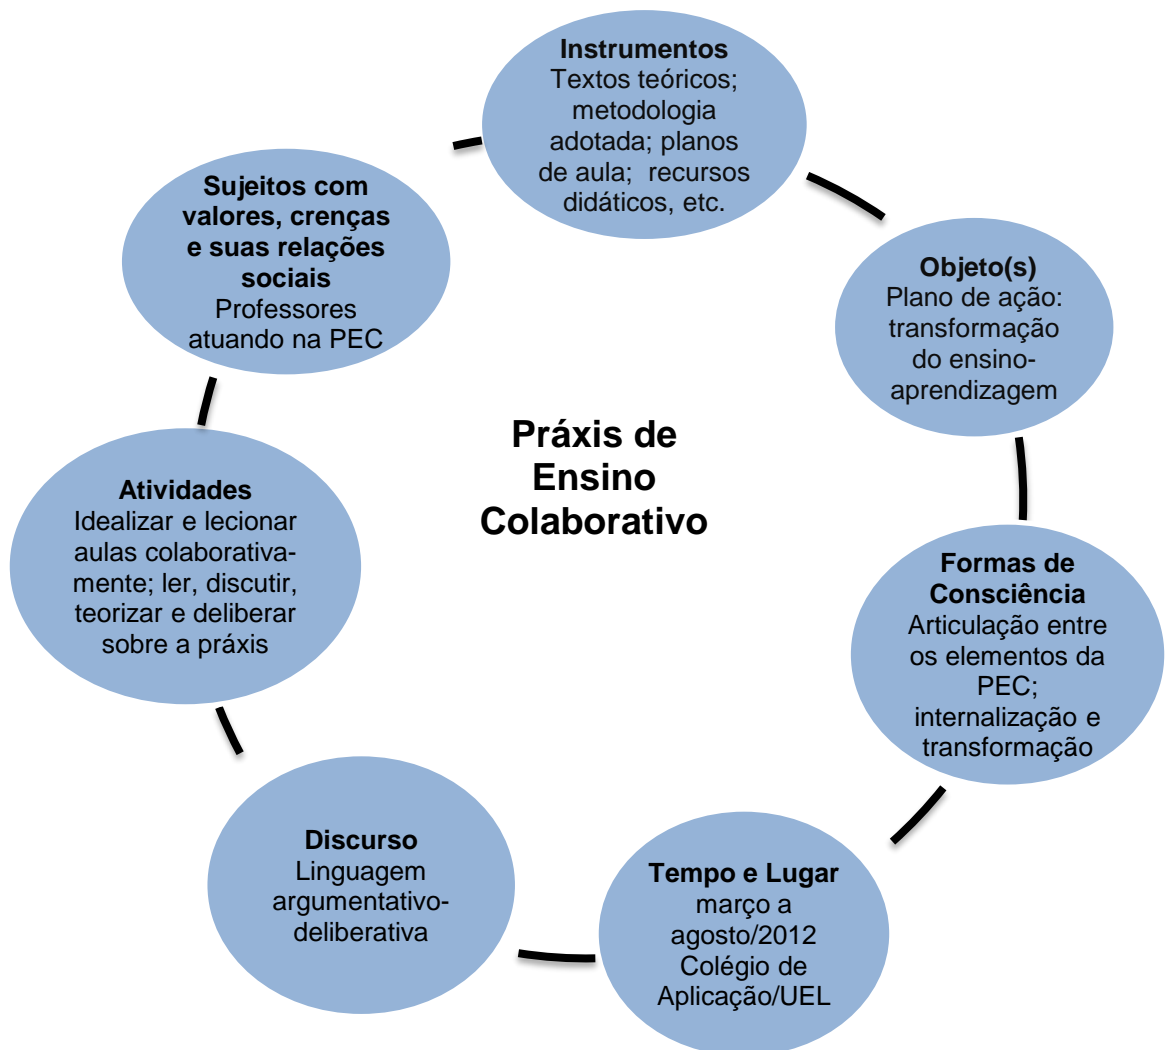 Instrumentos
Textos teóricos;
metodologia
adotada; planos
de aula; recursos
didáticos, etc.
Objeto(s)
Plano de ação:
transformação
do ensino-
aprendizagem
Formas de
Consciência
Articulação entre
os elementos da
PEC;
internalização e
transformação
Tempo e Lugar
março a
agosto/2012
Colégio de
Aplicação/UEL
Discurso
Linguagem
argumentativo-
deliberativa
Atividades
Idealizar e lecionar
aulas colaborativa-
mente; ler, discutir,
teorizar e deliberar
sobre a práxis
Sujeitos com
valores, crenças
e suas relações
sociais
Professores
atuando na PEC
Práxis de
Ensino
Colaborativo